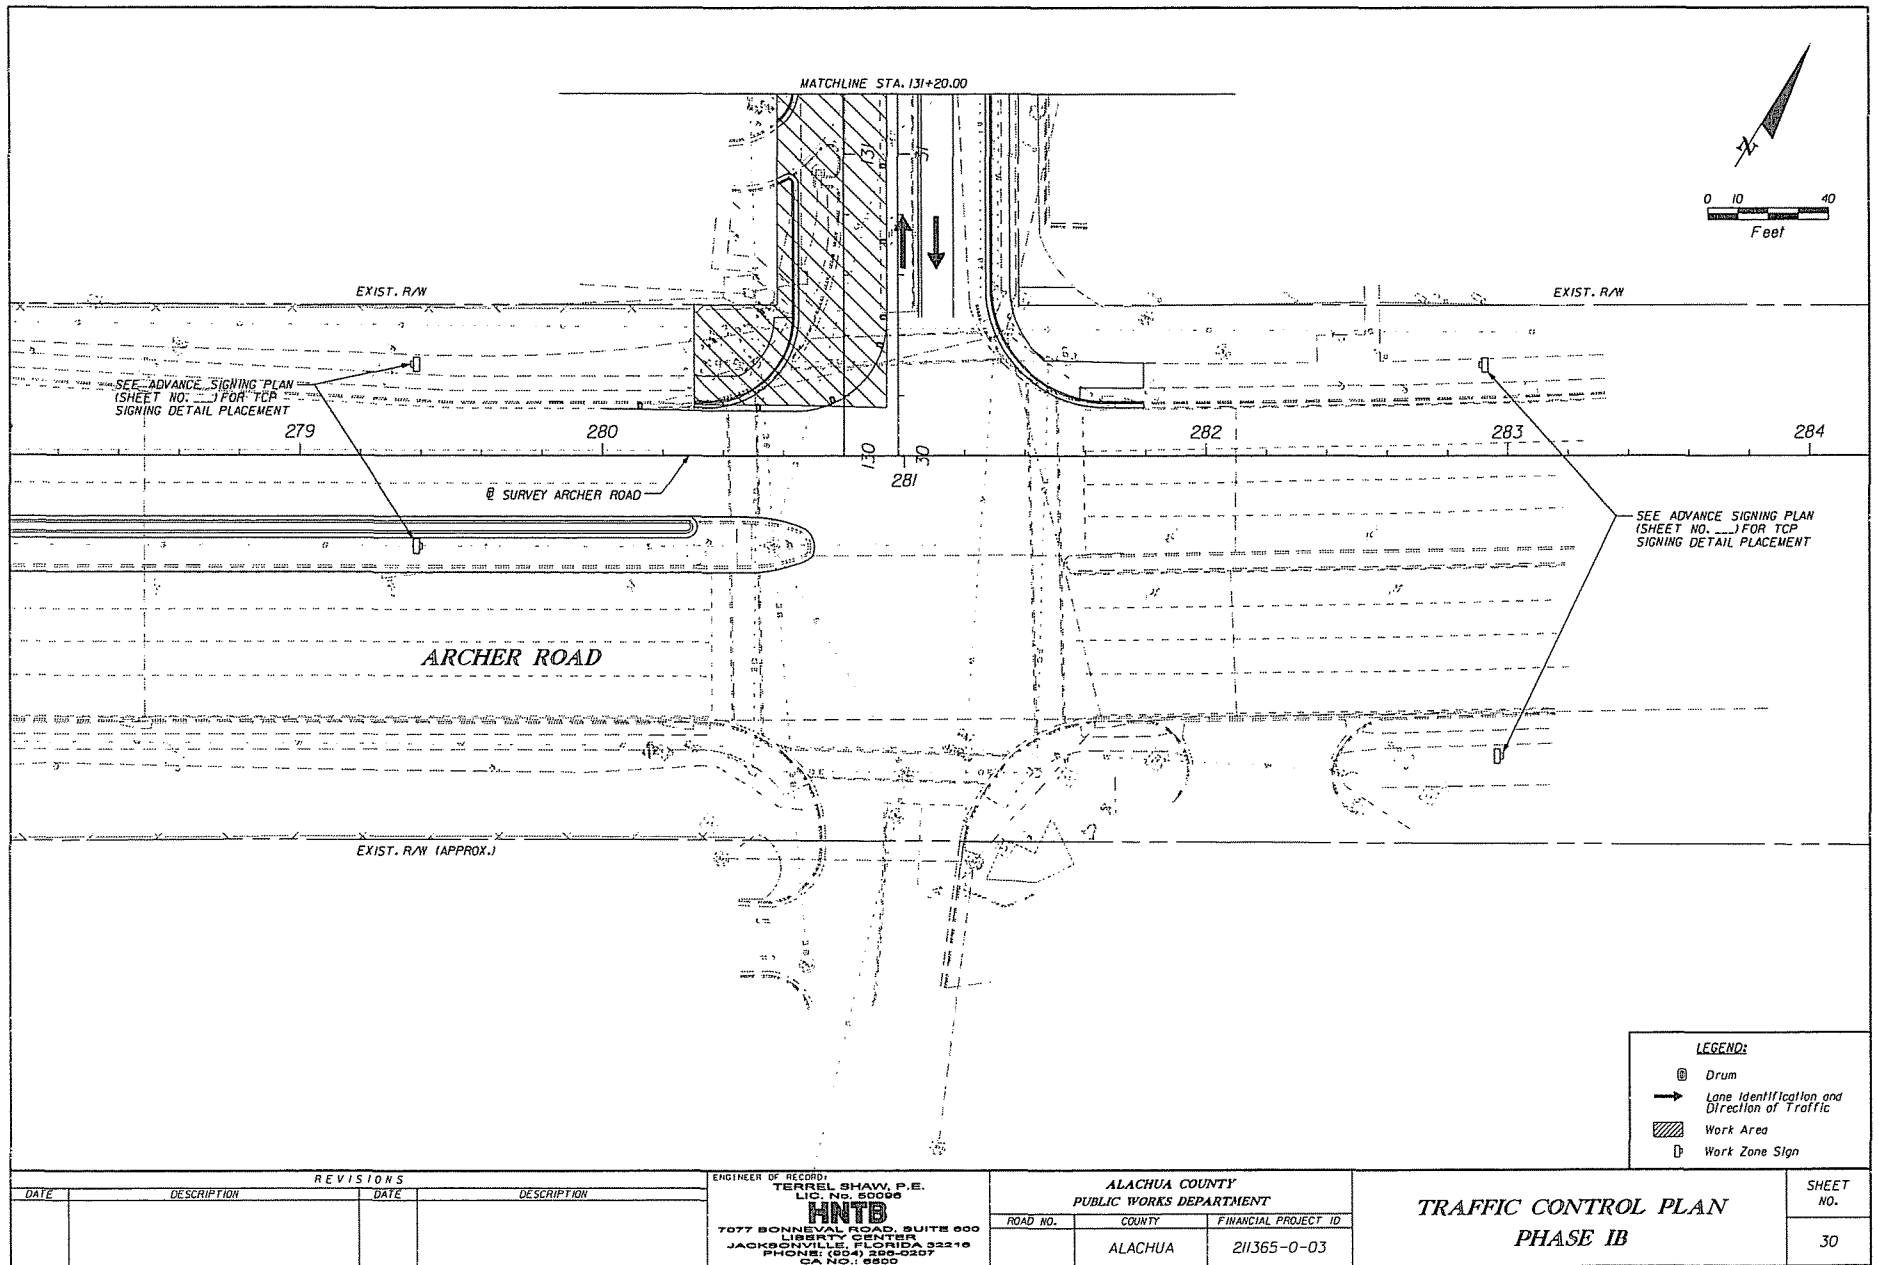 MATCHLINE STA. 131+20.00
N
0 10 40
Feet
131
31
EXIST. R/W
EXIST. R/W
SEE ADVANCE SIGNING PLAN
(SHEET NO. ___) FOR TCP
SIGNING DETAIL PLACEMENT
279
280
130
30
281
282
283
284
SURVEY ARCHER ROAD
SEE ADVANCE SIGNING PLAN
(SHEET NO. ___) FOR TCP
SIGNING DETAIL PLACEMENT
ARCHER ROAD
EXIST. R/W (APPROX.)
LEGEND:
Drum
Lane Identification and
Direction of Traffic
Work Area
Work Zone Sign
REVISIONS
DATE DESCRIPTION DATE DESCRIPTION
ENGINEER OF RECORD:
TERREL SHAW, P.E.
LIC. No. 50096
HNTB
7077 BONNEVAL ROAD, SUITE 600
LIBERTY CENTER
JACKSONVILLE, FLORIDA 32216
PHONE: (904) 296-0207
CA NO.: 6500
ALACHUA COUNTY
PUBLIC WORKS DEPARTMENT
ROAD NO. COUNTY FINANCIAL PROJECT ID
ALACHUA 211365-0-03
TRAFFIC CONTROL PLAN
PHASE IB
SHEET
NO.
30